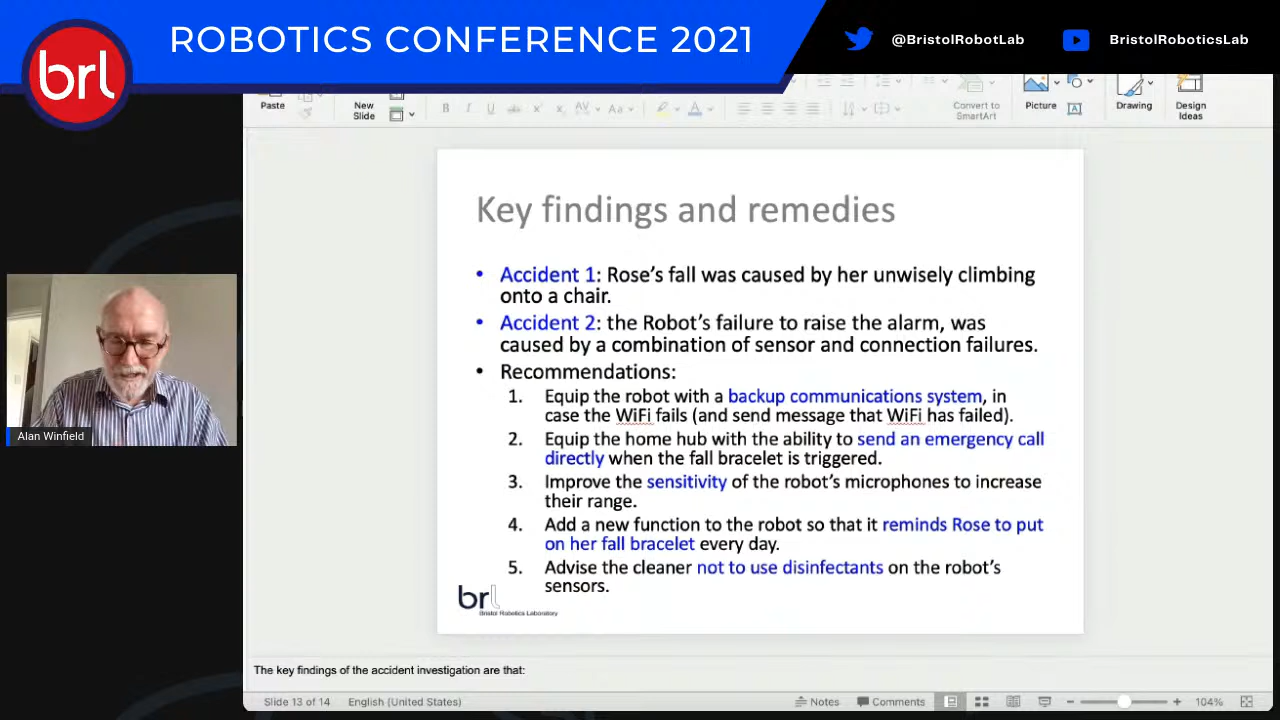 brl
ROBOTICS CONFERENCE 2021
@BristolRobotLab
BristolRoboticsLab
Paste
New
Slide
B I U ab x x AV Aa A
Convert to
SmartArt
Picture
A
Drawing
Design
Ideas
Key findings and remedies
• Accident 1: Rose's fall was caused by her unwisely climbing
onto a chair.
• Accident 2: the Robot's failure to raise the alarm, was
caused by a combination of sensor and connection failures.
• Recommendations:
1. Equip the robot with a backup communications system, in
case the WiFi fails (and send message that WiFi has failed).
2. Equip the home hub with the ability to send an emergency call
directly when the fall bracelet is triggered.
3. Improve the sensitivity of the robot's microphones to increase
their range.
4. Add a new function to the robot so that it reminds Rose to put
on her fall bracelet every day.
5. Advise the cleaner not to use disinfectants on the robot's
sensors.
brl
Bristol Robotics Laboratory
Alan Winfield
The key findings of the accident investigation are that:
Slide 13 of 14
English (United States)
Notes
Comments
104%